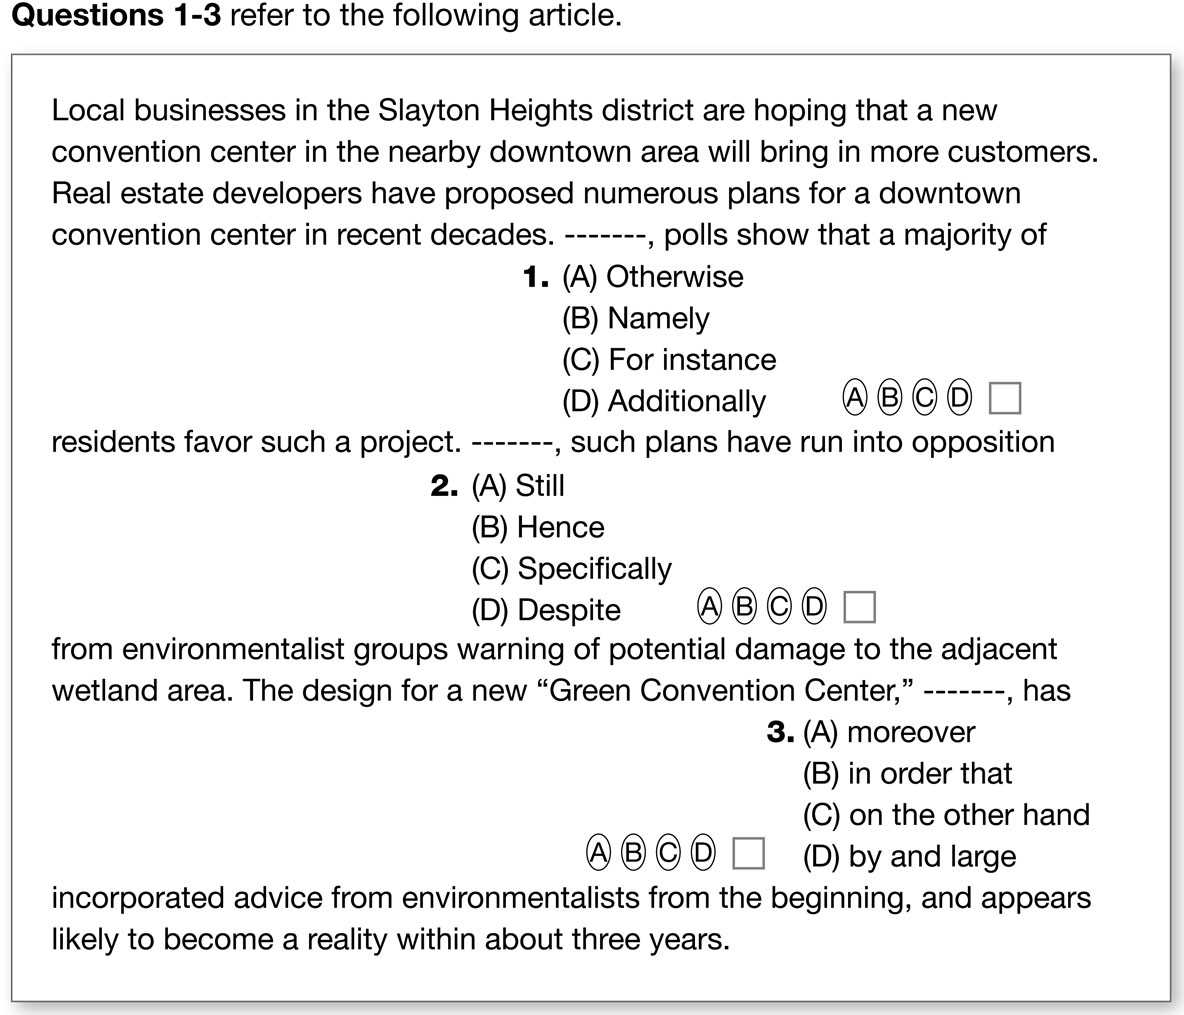 Questions 1-3 refer to the following article.
Local businesses in the Slayton Heights district are hoping that a new
convention center in the nearby downtown area will bring in more customers.
Real estate developers have proposed numerous plans for a downtown
convention center in recent decades. -------, polls show that a majority of
1. (A) Otherwise
(B) Namely
(C) For instance
(D) Additionally A B C D
residents favor such a project. -------, such plans have run into opposition
2. (A) Still
(B) Hence
(C) Specifically
(D) Despite A B C D
from environmentalist groups warning of potential damage to the adjacent
wetland area. The design for a new “Green Convention Center,” -------, has
3. (A) moreover
(B) in order that
(C) on the other hand
A B C D (D) by and large
incorporated advice from environmentalists from the beginning, and appears
likely to become a reality within about three years.